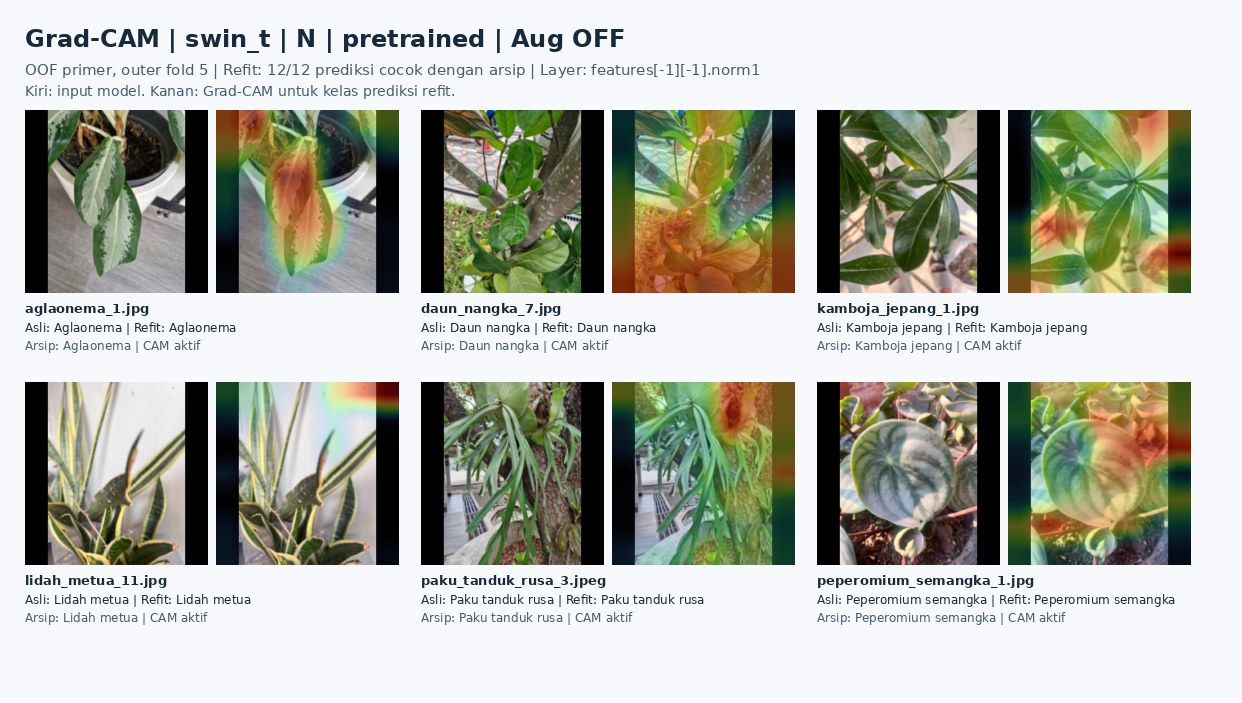 Grad-CAM | swin_t | N | pretrained | Aug OFF
OOF primer, outer fold 5 | Refit: 12/12 prediksi cocok dengan arsip | Layer: features[-1][-1].norm1
Kiri: input model. Kanan: Grad-CAM untuk kelas prediksi refit.
aglaonema_1.jpg
Asli: Aglaonema | Refit: Aglaonema
Arsip: Aglaonema | CAM aktif
daun_nangka_7.jpg
Asli: Daun nangka | Refit: Daun nangka
Arsip: Daun nangka | CAM aktif
kamboja_jepang_1.jpg
Asli: Kamboja jepang | Refit: Kamboja jepang
Arsip: Kamboja jepang | CAM aktif
lidah_metua_11.jpg
Asli: Lidah metua | Refit: Lidah metua
Arsip: Lidah metua | CAM aktif
paku_tanduk_rusa_3.jpeg
Asli: Paku tanduk rusa | Refit: Paku tanduk rusa
Arsip: Paku tanduk rusa | CAM aktif
peperomium_semangka_1.jpg
Asli: Peperomium semangka | Refit: Peperomium semangka
Arsip: Peperomium semangka | CAM aktif